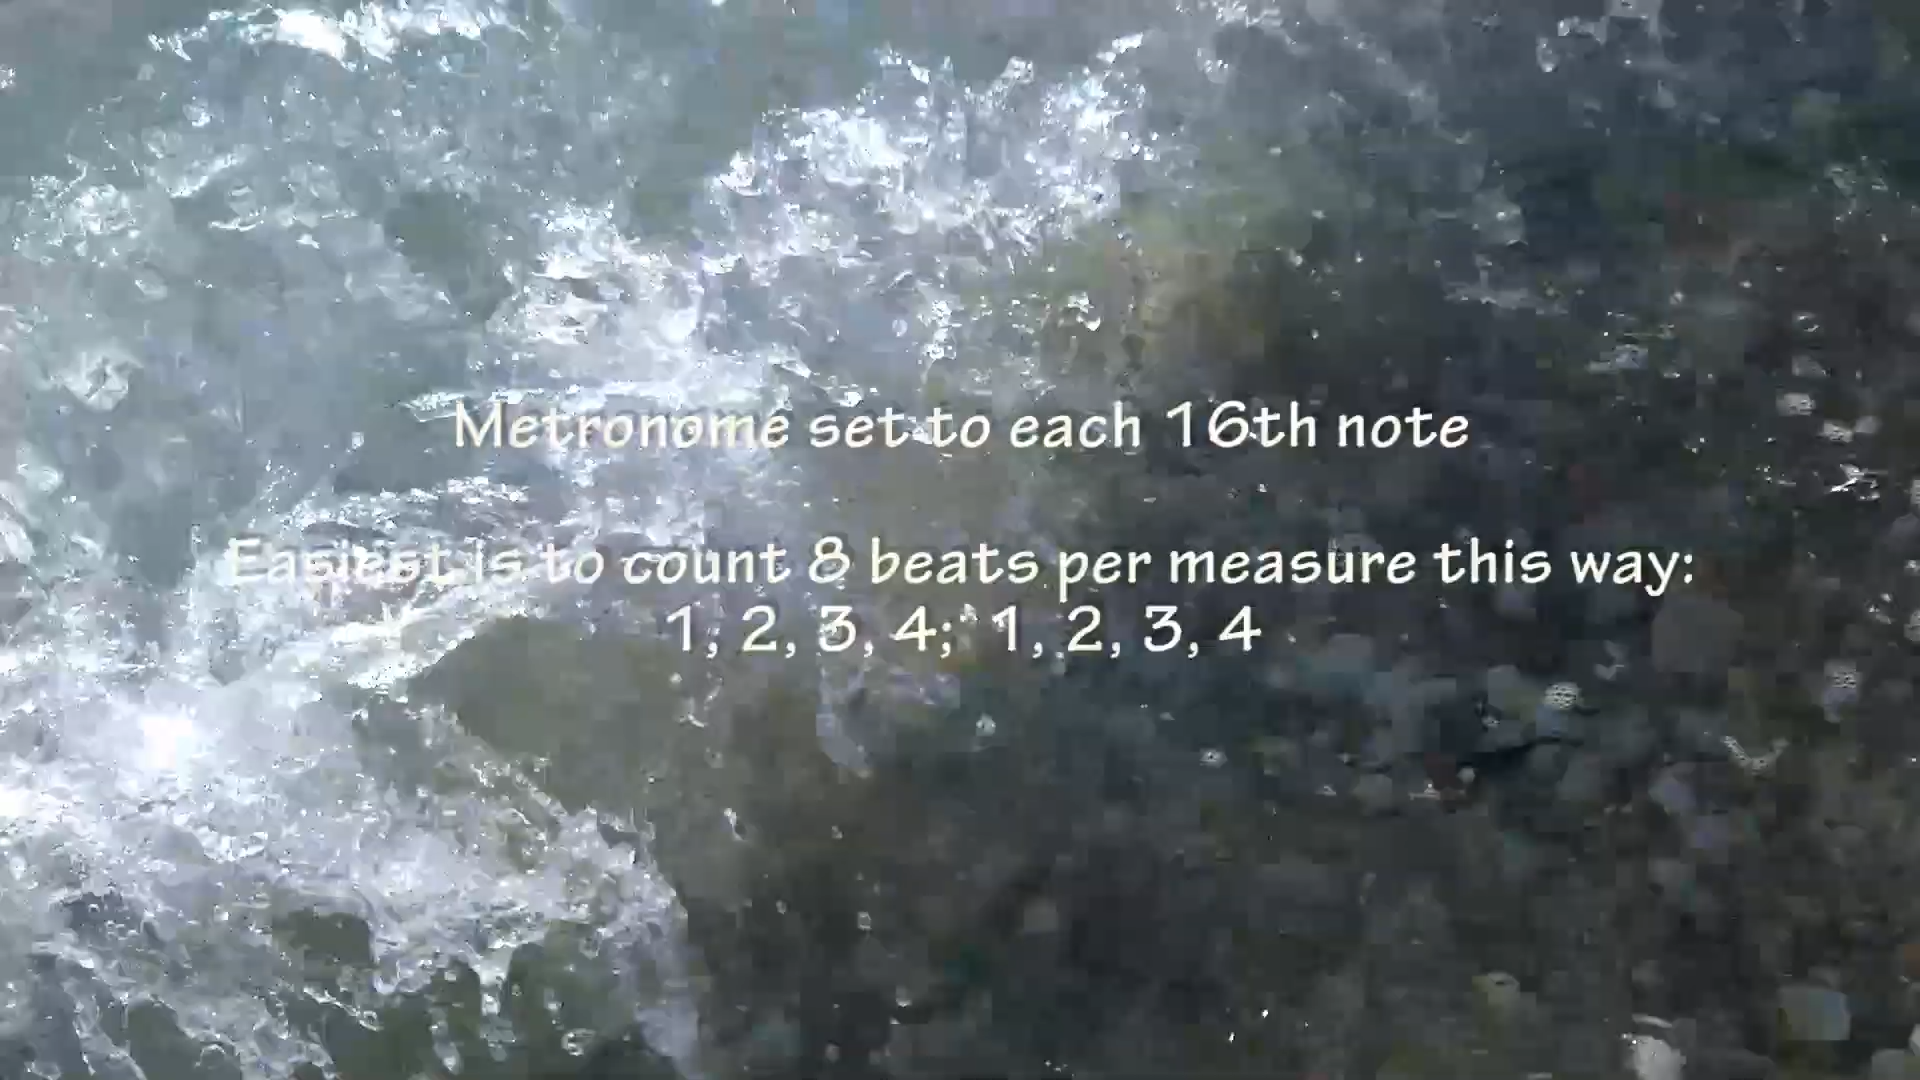 Metronome set to each 16th note
Easiest is to count 8 beats per measure this way:
1, 2, 3, 4; 1, 2, 3, 4